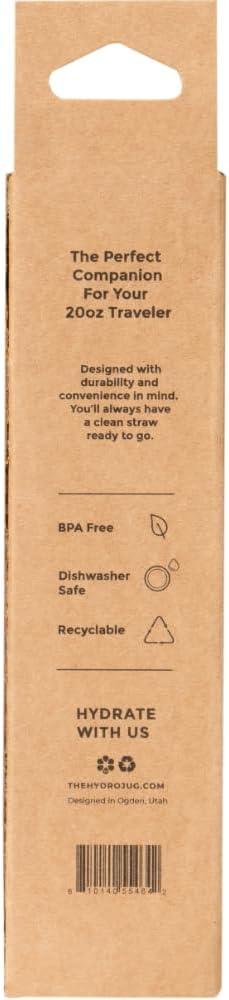 The Perfect
Companion
For Your
20oz Traveler
Designed with
durability and
convenience in mind.
You'll always have
a clean straw
ready to go.
BPA Free
Dishwasher
Safe
Recyclable
HYDRATE
WITH US
THEHYDROJUG.COM
Designed in Ogden, Utah